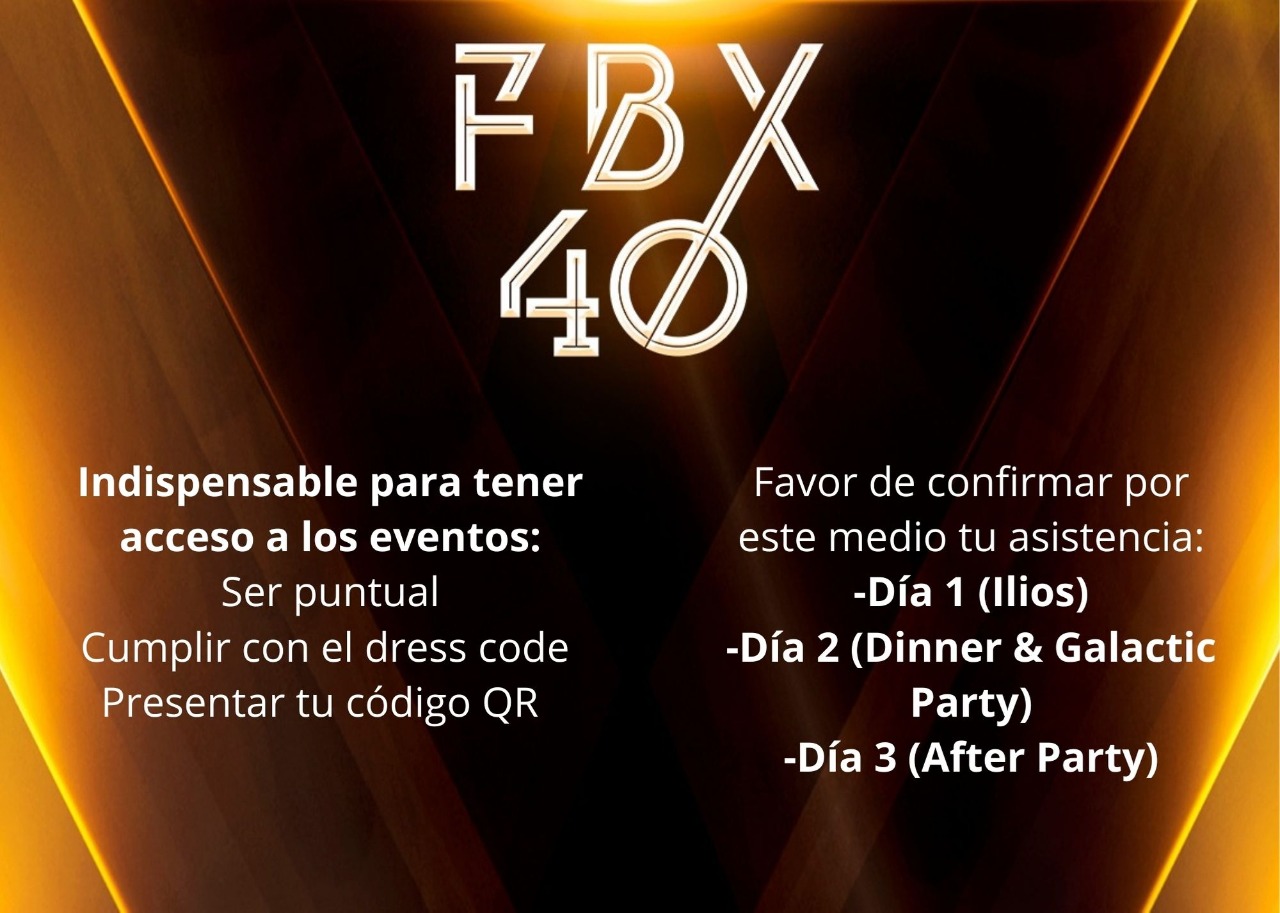 FBX
40
Indispensable para tener
acceso a los eventos:
Ser puntual
Cumplir con el dress code
Presentar tu código QR
Favor de confirmar por
este medio tu asistencia:
-Día 1 (Ilios)
-Día 2 (Dinner & Galactic
Party)
-Día 3 (After Party)